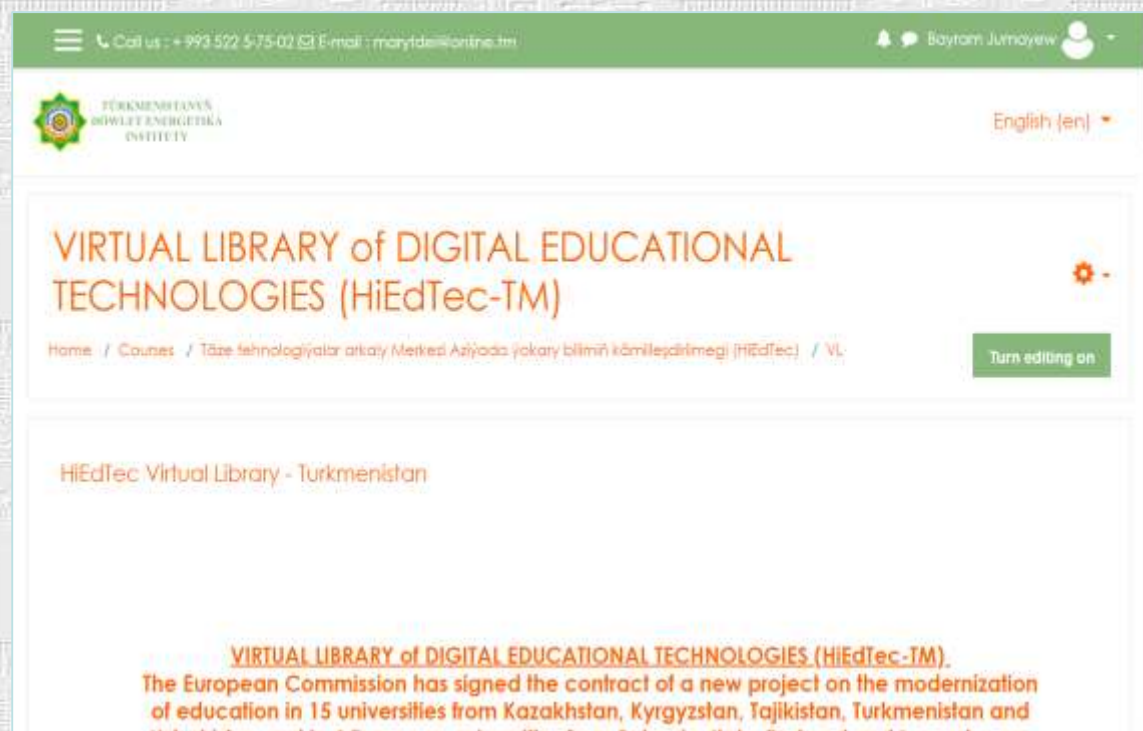 Call us : + 993 522 5-75-02 E-mail : marytdei@online.tm
Bayram Jumayew
TÜRKMENISTANYŇ
DÖWLET ENERGETIKA
INSTITUTY
English (en)
VIRTUAL LIBRARY of DIGITAL EDUCATIONAL
TECHNOLOGIES (HiEdTec-TM)
Home / Courses / Täze tehnologiýalar arkaly Merkezi Aziýada ýokary bilimiň kämilleşdirilmegi (HiEdTec) / VL
Turn editing on
HiEdTec Virtual Library - Turkmenistan
VIRTUAL LIBRARY of DIGITAL EDUCATIONAL TECHNOLOGIES (HiEdTec-TM)
The European Commission has signed the contract of a new project on the modernization
of education in 15 universities from Kazakhstan, Kyrgyzstan, Tajikistan, Turkmenistan and